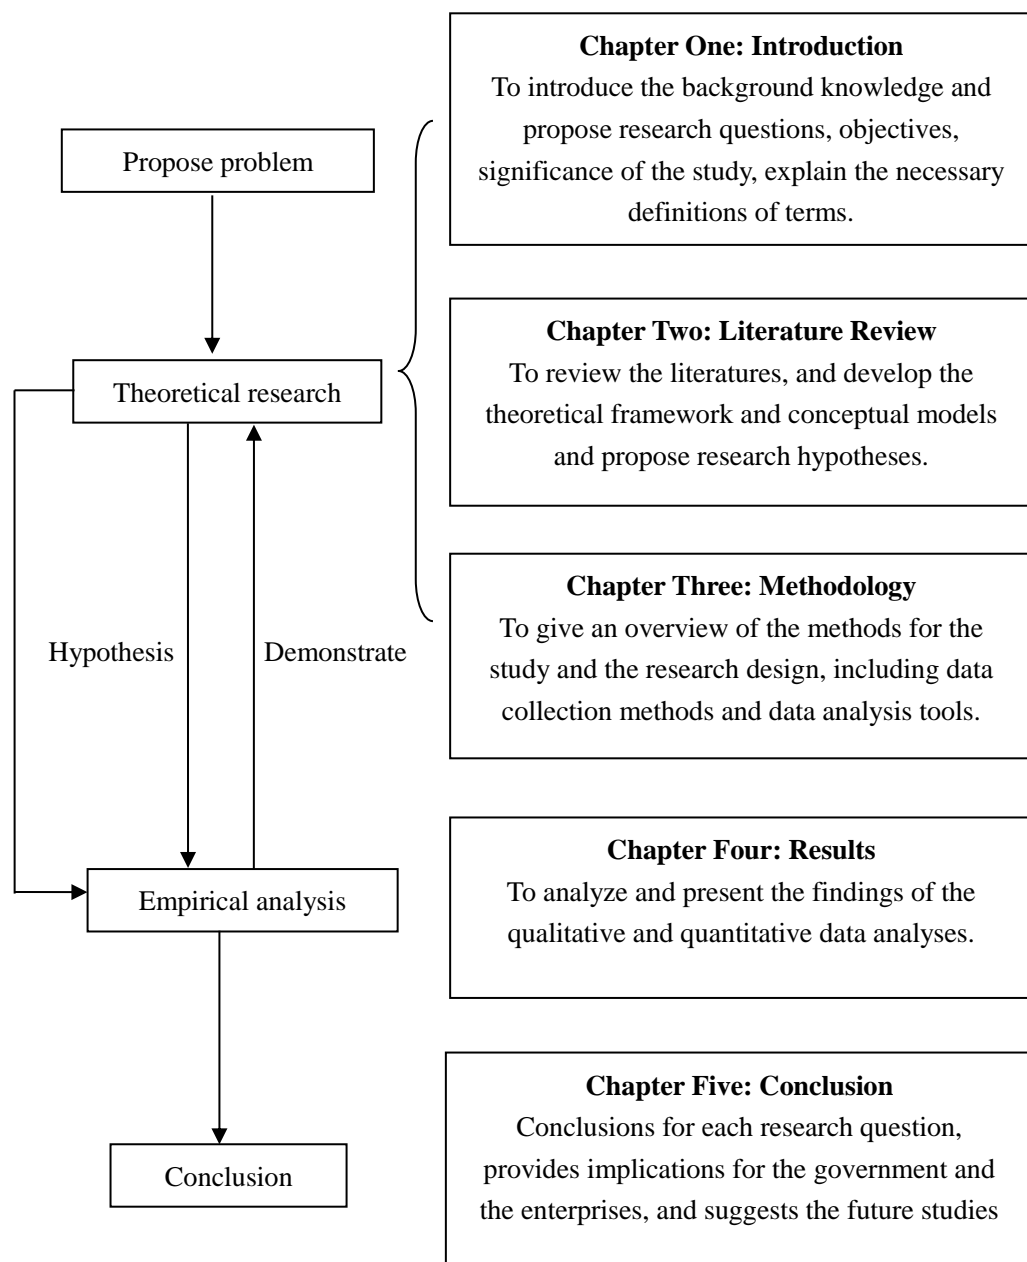 Propose problem
Theoretical research
Hypothesis
Demonstrate
Empirical analysis
Conclusion
Chapter One: Introduction
To introduce the background knowledge and
propose research questions, objectives,
significance of the study, explain the necessary
definitions of terms.
Chapter Two: Literature Review
To review the literatures, and develop the
theoretical framework and conceptual models
and propose research hypotheses.
Chapter Three: Methodology
To give an overview of the methods for the
study and the research design, including data
collection methods and data analysis tools.
Chapter Four: Results
To analyze and present the findings of the
qualitative and quantitative data analyses.
Chapter Five: Conclusion
Conclusions for each research question,
provides implications for the government and
the enterprises, and suggests the future studies